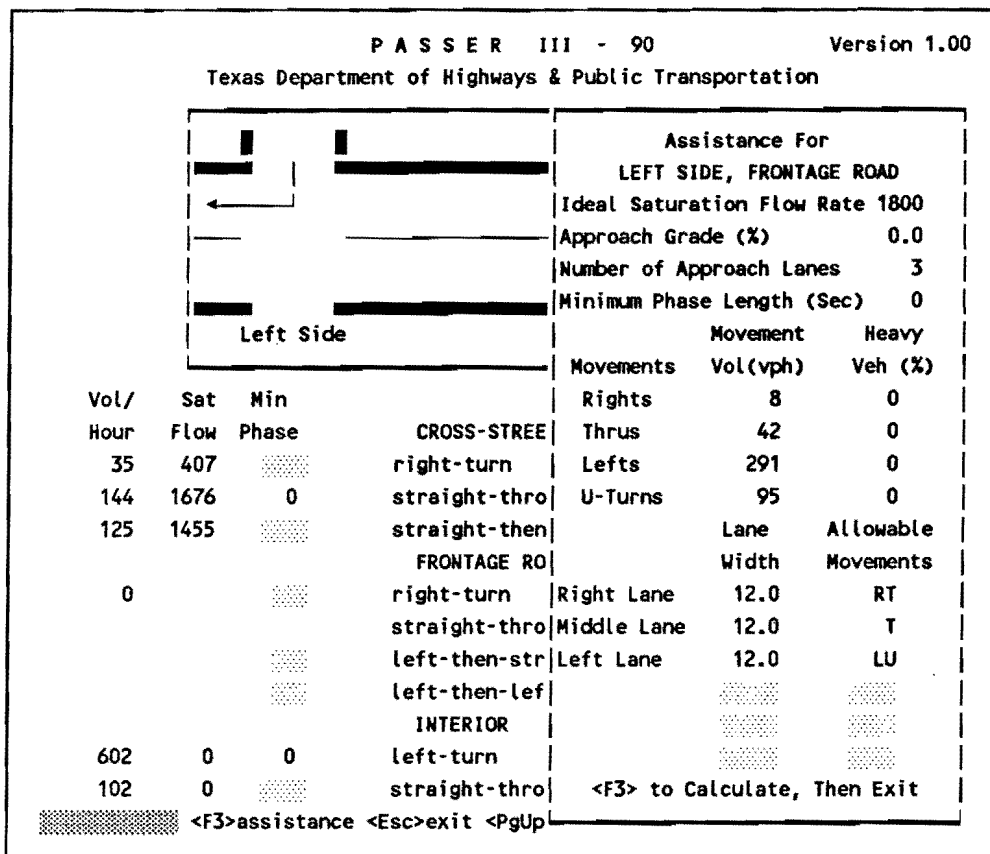 P A S S E R III - 90 Version 1.00
Texas Department of Highways & Public Transportation
Left Side
Assistance For
LEFT SIDE, FRONTAGE ROAD
Ideal Saturation Flow Rate 1800
Approach Grade (%) 0.0
Number of Approach Lanes 3
Minimum Phase Length (Sec) 0
Movement Heavy
Movements Vol(vph) Veh (%)
Rights 8 0
Thrus 42 0
Lefts 291 0
U-Turns 95 0
Lane Allowable
Width Movements
Right Lane 12.0 RT
Middle Lane 12.0 T
Left Lane 12.0 LU
<F3> to Calculate, Then Exit
Vol/ Sat Min
Hour Flow Phase CROSS-STREE
35 407 right-turn
144 1676 0 straight-thro
125 1455 straight-then
FRONTAGE RO
0 right-turn
straight-thro
left-then-str
left-then-lef
INTERIOR
602 0 0 left-turn
102 0 straight-thro
<F3>assistance <Esc>exit <PgUp